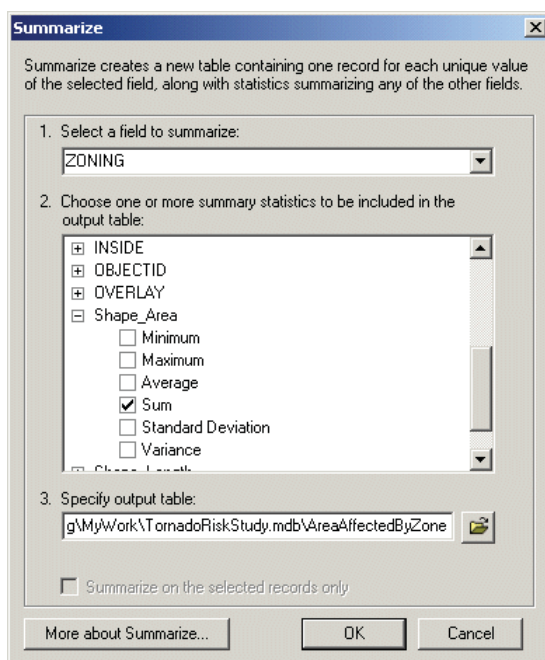 Summarize
Summarize creates a new table containing one record for each unique value
of the selected field, along with statistics summarizing any of the other fields.
1. Select a field to summarize:
ZONING
2. Choose one or more summary statistics to be included in the
output table:
INSIDE
OBJECTID
OVERLAY
Shape_Area
Minimum
Maximum
Average
Sum
Standard Deviation
Variance
Shape_Length
3. Specify output table:
g\MyWork\TornadoRiskStudy.mdb\AreaAffectedByZone
Summarize on the selected records only
More about Summarize...
OK
Cancel